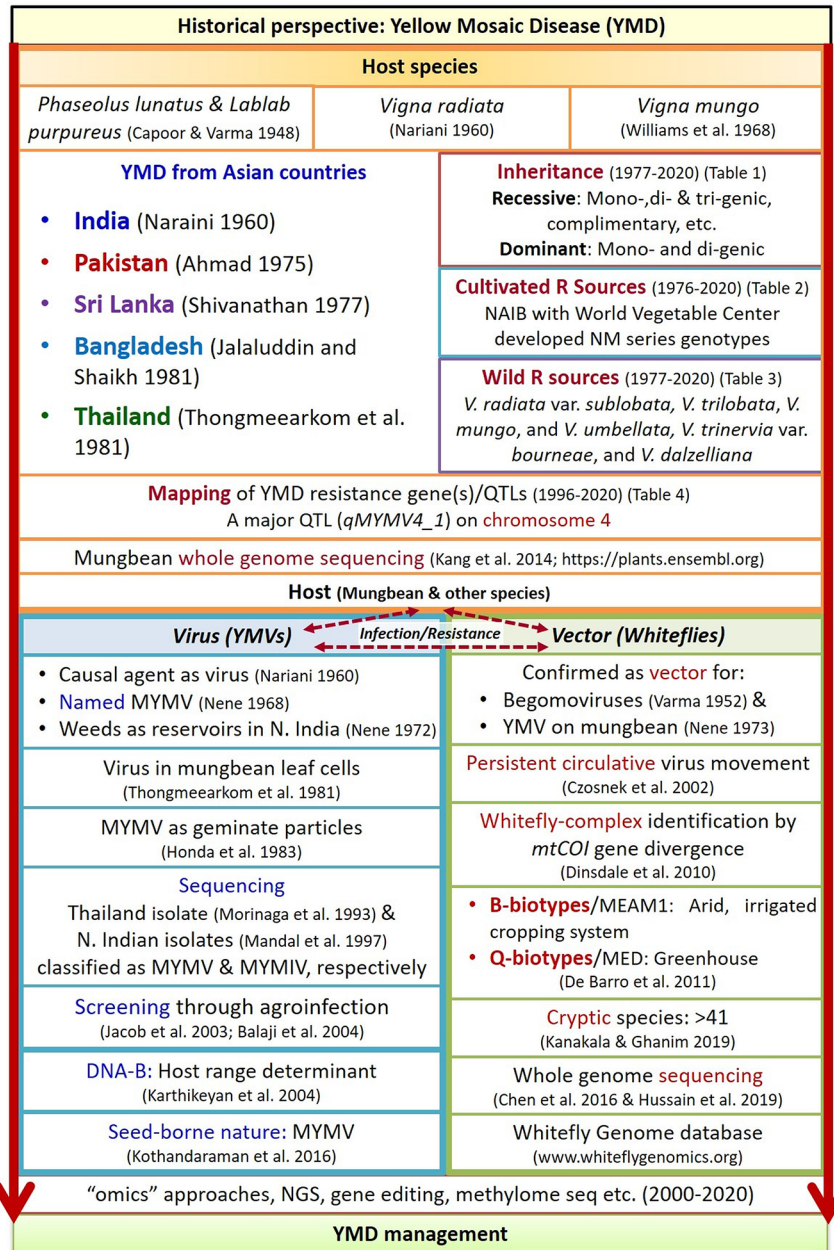 Historical perspective: Yellow Mosaic Disease (YMD)
Host species
Phaseolus lunatus & Lablab
purpureus (Capoor & Varma 1948)
Vigna radiata
(Nariani 1960)
Vigna mungo
(Williams et al. 1968)
YMD from Asian countries
• India (Naraini 1960)
• Pakistan (Ahmad 1975)
• Sri Lanka (Shivanathan 1977)
• Bangladesh (Jalaluddin and
Shaikh 1981)
• Thailand (Thongmeearkom et al.
1981)
Inheritance (1977-2020) (Table 1)
Recessive: Mono-,di- & tri-genic,
complimentary, etc.
Dominant: Mono- and di-genic
Cultivated R Sources (1976-2020) (Table 2)
NAIB with World Vegetable Center
developed NM series genotypes
Wild R sources (1977-2020) (Table 3)
V. radiata var. sublobata, V. trilobata, V.
mungo, and V. umbellata, V. trinervia var.
bourneae, and V. dalzelliana
Mapping of YMD resistance gene(s)/QTLs (1996-2020) (Table 4)
A major QTL (qMYMV4_1) on chromosome 4
Mungbean whole genome sequencing (Kang et al. 2014; https://plants.ensembl.org)
Host (Mungbean & other species)
Virus (YMVs)
Infection/Resistance
Vector (Whiteflies)
• Causal agent as virus (Nariani 1960)
• Named MYMV (Nene 1968)
• Weeds as reservoirs in N. India (Nene 1972)
Virus in mungbean leaf cells
(Thongmeearkom et al. 1981)
MYMV as geminate particles
(Honda et al. 1983)
Sequencing
Thailand isolate (Morinaga et al. 1993) &
N. Indian isolates (Mandal et al. 1997)
classified as MYMV & MYMIV, respectively
Screening through agroinfection
(Jacob et al. 2003; Balaji et al. 2004)
DNA-B: Host range determinant
(Karthikeyan et al. 2004)
Seed-borne nature: MYMV
(Kothandaraman et al. 2016)
Confirmed as vector for:
• Begomoviruses (Varma 1952) &
• YMV on mungbean (Nene 1973)
Persistent circulative virus movement
(Czosnek et al. 2002)
Whitefly-complex identification by
mtCOI gene divergence
(Dinsdale et al. 2010)
• B-biotypes/MEAM1: Arid, irrigated
cropping system
• Q-biotypes/MED: Greenhouse
(De Barro et al. 2011)
Cryptic species: >41
(Kanakala & Ghanim 2019)
Whole genome sequencing
(Chen et al. 2016 & Hussain et al. 2019)
Whitefly Genome database
(www.whiteflygenomics.org)
“omics” approaches, NGS, gene editing, methylome seq etc. (2000-2020)
YMD management